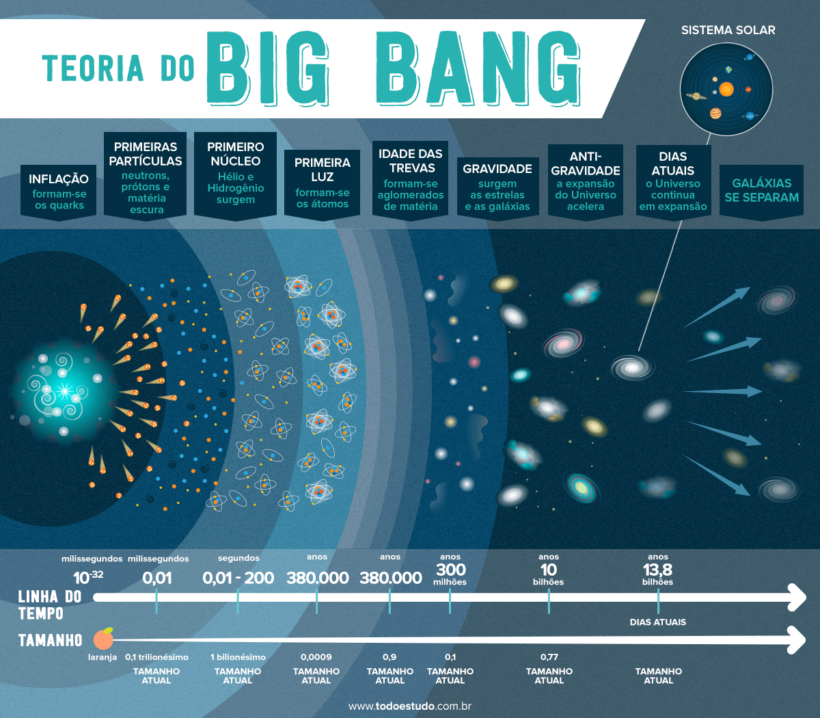 TEORIA DO BIG BANG
SISTEMA SOLAR
INFLAÇÃO
formam-se
os quarks
PRIMEIRAS
PARTÍCULAS
neutrons,
prótons e
matéria
escura
PRIMEIRO
NÚCLEO
Hélio e
Hidrogênio
surgem
PRIMEIRA
LUZ
formam-se
os átomos
IDADE DAS
TREVAS
formam-se
aglomerados
de matéria
GRAVIDADE
surgem
as estrelas
e as galáxias
ANTI-
GRAVIDADE
a expansão
do Universo
acelera
DIAS
ATUAIS
o Universo
continua
em expansão
GALÁXIAS
SE SEPARAM
LINHA DO
TEMPO
milissegundos
10-32
milissegundos
0,01
segundos
0,01 - 200
anos
380.000
anos
380.000
anos
300
milhões
anos
10
bilhões
anos
13,8
bilhões
DIAS ATUAIS
TAMANHO
laranja
0,1 trilionésimo
TAMANHO
ATUAL
1 bilionésimo
TAMANHO
ATUAL
0,0009
TAMANHO
ATUAL
0,9
TAMANHO
ATUAL
0,1
TAMANHO
ATUAL
0,77
TAMANHO
ATUAL
TAMANHO
ATUAL
www.todoestudo.com.br